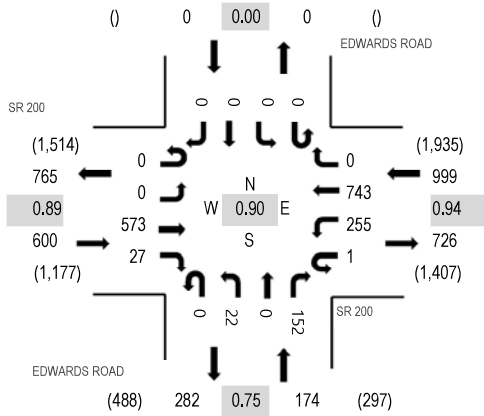 () 0 0.00 0 ()
EDWARDS ROAD
SR 200
0 0 0 0
(1,514) 0 0 (1,935)
765 999
0 N 743
0.89 W 0.90 E 0.94
573 255
600 S 726
27 1
(1,177) (1,407)
0 22 0 152
SR 200
EDWARDS ROAD
(488) 282 0.75 174 (297)